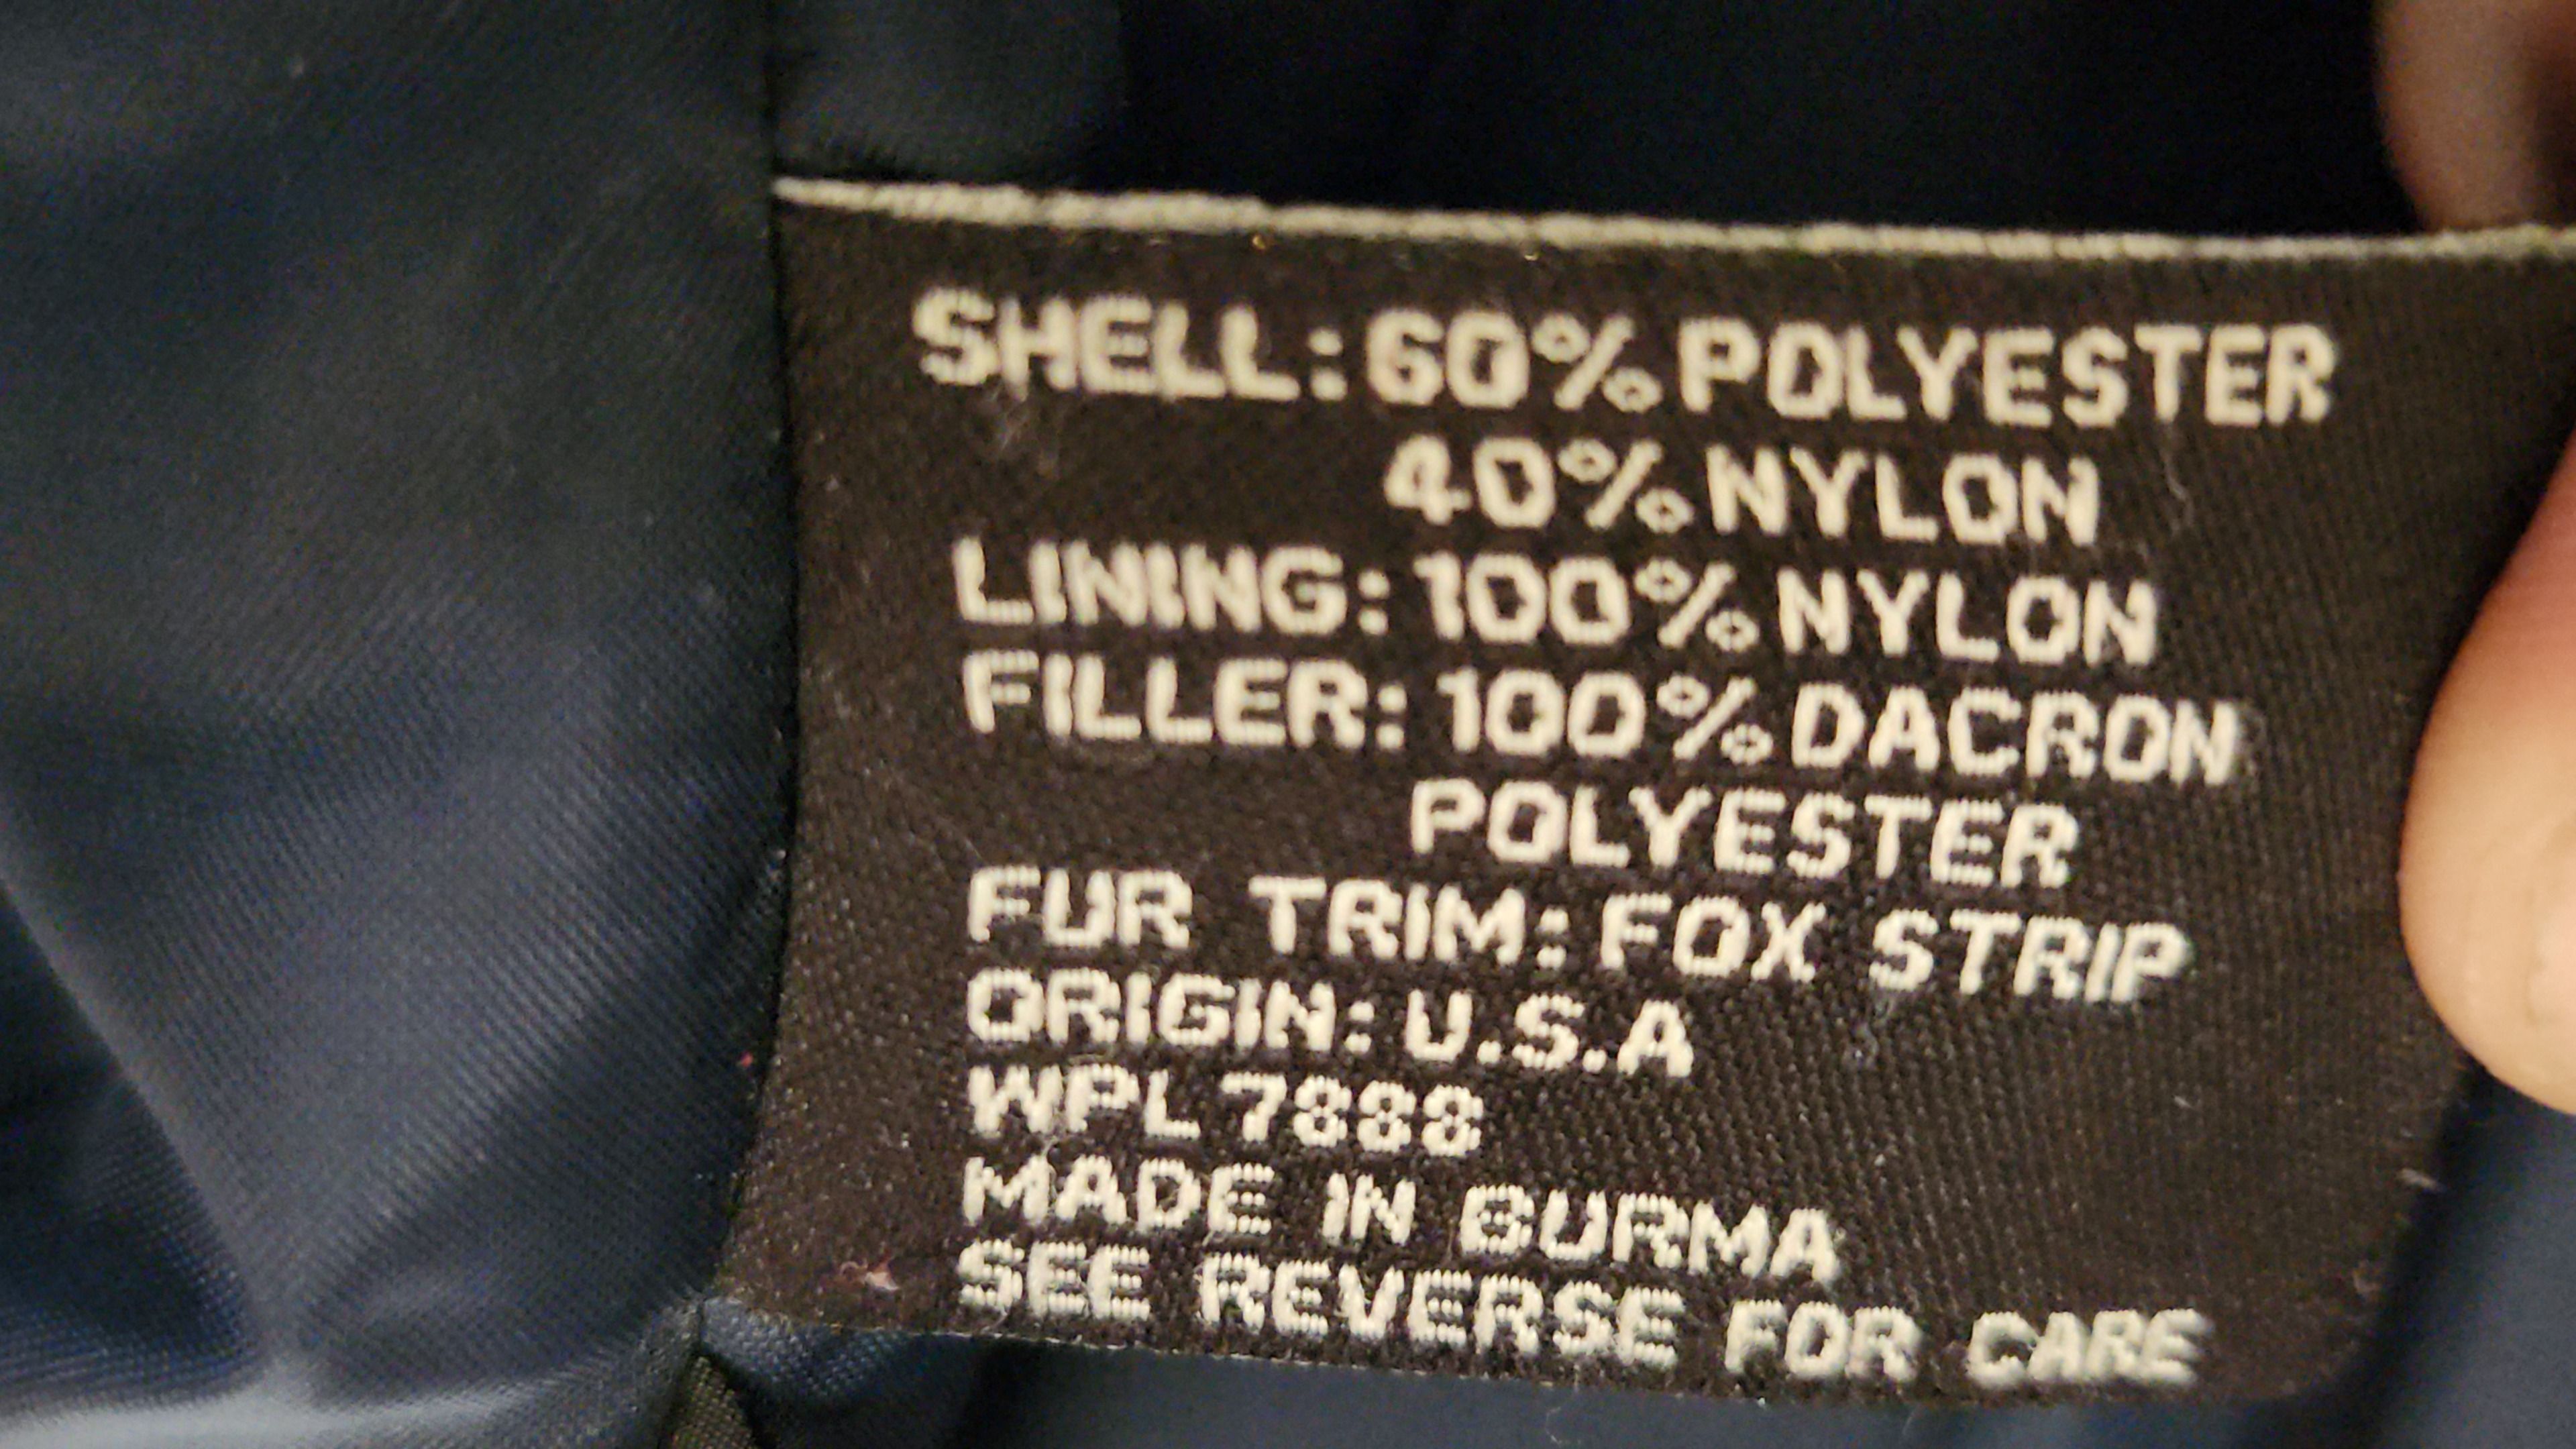 SHELL: 60% POLYESTER
40% NYLON
LINING: 100% NYLON
FILLER: 100% DACRON
POLYESTER
FUR TRIM: FOX STRIP
ORIGIN: U.S.A
WPL 7888
MADE IN BURMA
SEE REVERSE FOR CARE